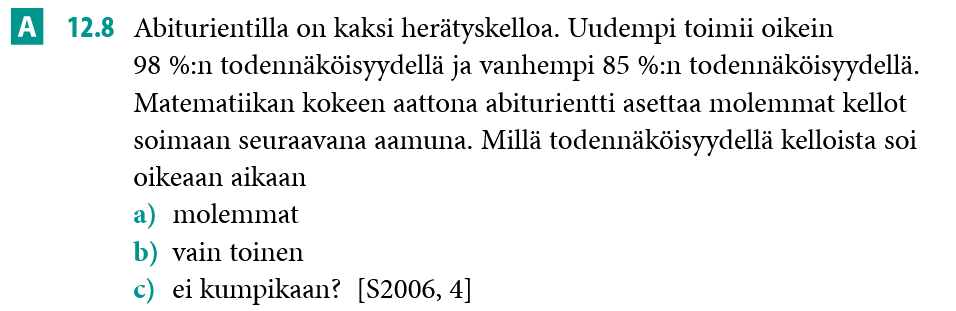 A 12.8 Abiturientilla on kaksi herätyskelloa. Uudempi toimii oikein
98 %:n todennäköisyydellä ja vanhempi 85 %:n todennäköisyydellä.
Matematiikan kokeen aattona abiturientti asettaa molemmat kellot
soimaan seuraavana aamuna. Millä todennäköisyydellä kelloista soi
oikeaan aikaan
a) molemmat
b) vain toinen
c) ei kumpikaan? [S2006, 4]